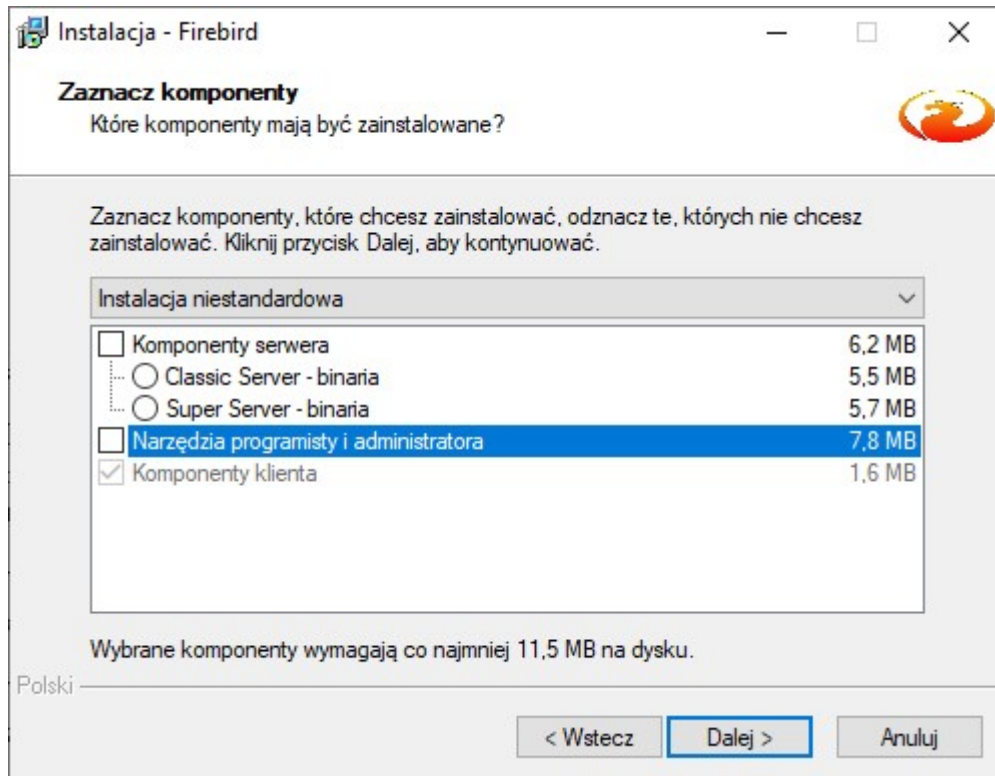 Instalacja - Firebird
Zaznacz komponenty
Które komponenty mają być zainstalowane?
Zaznacz komponenty, które chcesz zainstalować, odznacz te, których nie chcesz
zainstalować. Kliknij przycisk Dalej, aby kontynuować.
Instalacja niestandardowa
Komponenty serwera 6,2 MB
Classic Server - binaria 5,5 MB
Super Server - binaria 5,7 MB
Narzędzia programisty i administratora 7,8 MB
Komponenty klienta 1,6 MB
Wybrane komponenty wymagają co najmniej 11,5 MB na dysku.
Polski
< Wstecz Dalej > Anuluj